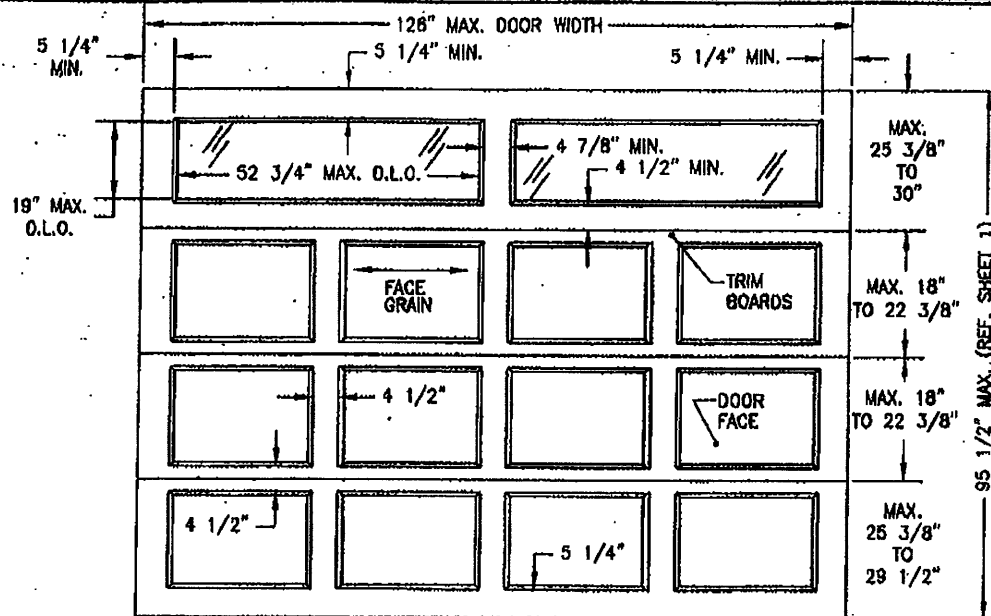 126" MAX. DOOR WIDTH
5 1/4"
MIN.
5 1/4" MIN.
5 1/4" MIN.
MAX.
25 3/8"
TO
30"
4 7/8" MIN.
52 3/4" MAX. D.L.O.
4 1/2" MIN.
19" MAX.
D.L.O.
FACE
GRAIN
TRIM
BOARDS
MAX. 18"
TO 22 3/8"
95 1/2" MAX. (REF. SHEET 1)
4 1/2"
DOOR
FACE
MAX. 18"
TO 22 3/8"
4 1/2"
5 1/4"
MAX.
25 3/8"
TO
29 1/2"